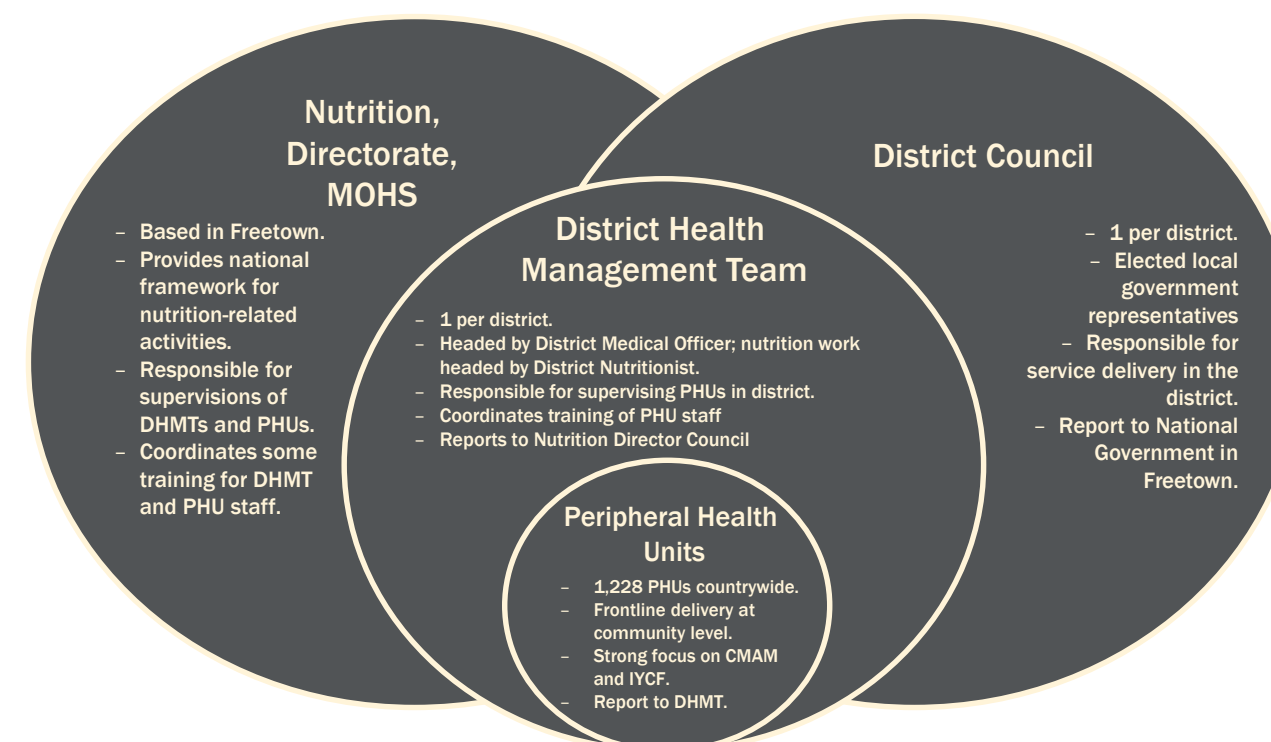 Nutrition,
Directorate,
MOHS
– Based in Freetown.
– Provides national
framework for
nutrition-related
activities.
– Responsible for
supervisions of
DHMTs and PHUs.
– Coordinates some
training for DHMT
and PHU staff.
District Health
Management Team
– 1 per district.
– Headed by District Medical Officer; nutrition work
headed by District Nutritionist.
– Responsible for supervising PHUs in district.
– Coordinates training of PHU staff
– Reports to Nutrition Director Council
Peripheral Health
Units
– 1,228 PHUs countrywide.
– Frontline delivery at
community level.
– Strong focus on CMAM
and IYCF.
– Report to DHMT.
District Council
– 1 per district.
– Elected local
government
representatives
– Responsible for
service delivery in the
district.
– Report to National
Government in
Freetown.